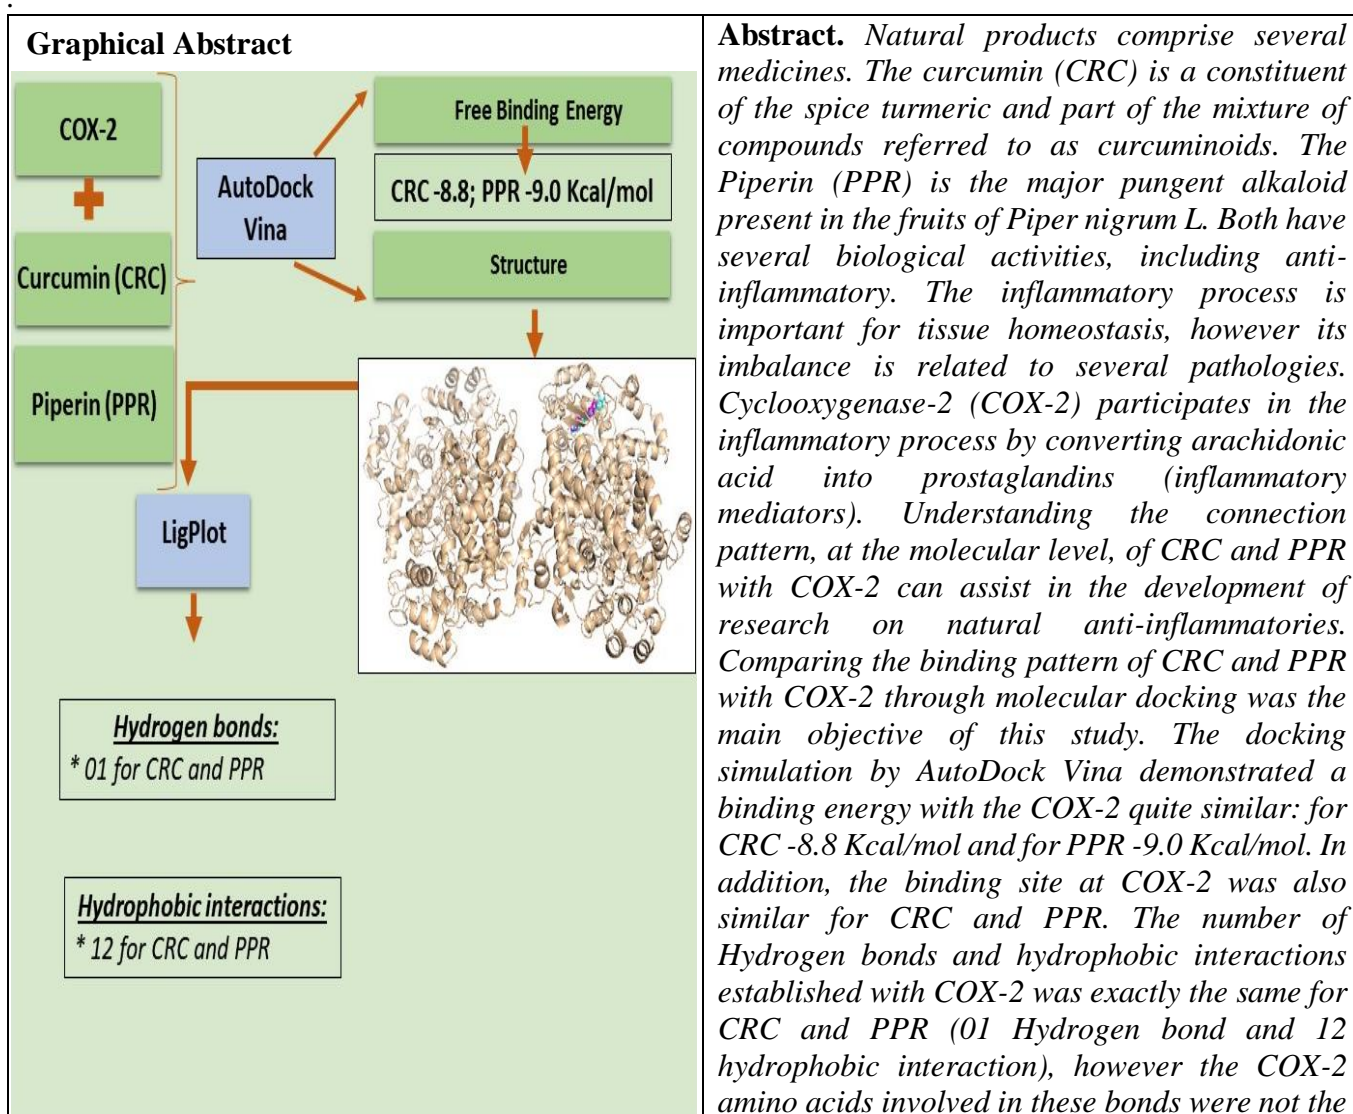 .
Graphical Abstract
COX-2
Curcumin (CRC)
Piperin (PPR)
AutoDock
Vina
Free Binding Energy
CRC -8.8; PPR -9.0 Kcal/mol
Structure
LigPlot
Hydrogen bonds:
* 01 for CRC and PPR
Hydrophobic interactions:
* 12 for CRC and PPR
Abstract. Natural products comprise several
medicines. The curcumin (CRC) is a constituent
of the spice turmeric and part of the mixture of
compounds referred to as curcuminoids. The
Piperin (PPR) is the major pungent alkaloid
present in the fruits of Piper nigrum L. Both have
several biological activities, including anti-
inflammatory. The inflammatory process is
important for tissue homeostasis, however its
imbalance is related to several pathologies.
Cyclooxygenase-2 (COX-2) participates in the
inflammatory process by converting arachidonic
acid into prostaglandins (inflammatory
mediators). Understanding the connection
pattern, at the molecular level, of CRC and PPR
with COX-2 can assist in the development of
research on natural anti-inflammatories.
Comparing the binding pattern of CRC and PPR
with COX-2 through molecular docking was the
main objective of this study. The docking
simulation by AutoDock Vina demonstrated a
binding energy with the COX-2 quite similar: for
CRC -8.8 Kcal/mol and for PPR -9.0 Kcal/mol. In
addition, the binding site at COX-2 was also
similar for CRC and PPR. The number of
Hydrogen bonds and hydrophobic interactions
established with COX-2 was exactly the same for
CRC and PPR (01 Hydrogen bond and 12
hydrophobic interaction), however the COX-2
amino acids involved in these bonds were not the